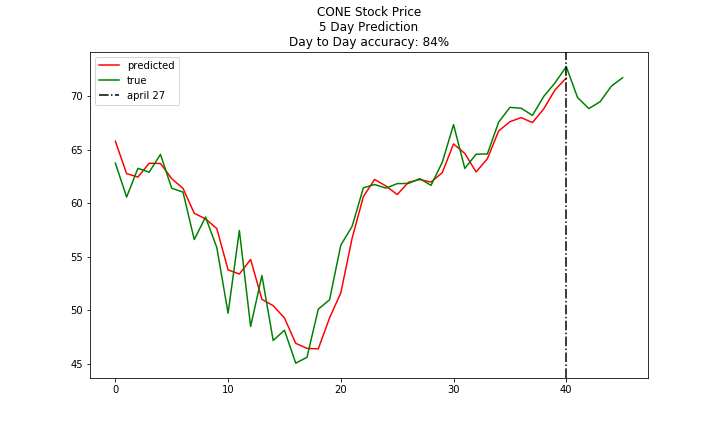 CONE Stock Price
5 Day Prediction
Day to Day accuracy: 84%
predicted
true
april 27
70
65
60
55
50
45
0
10
20
30
40